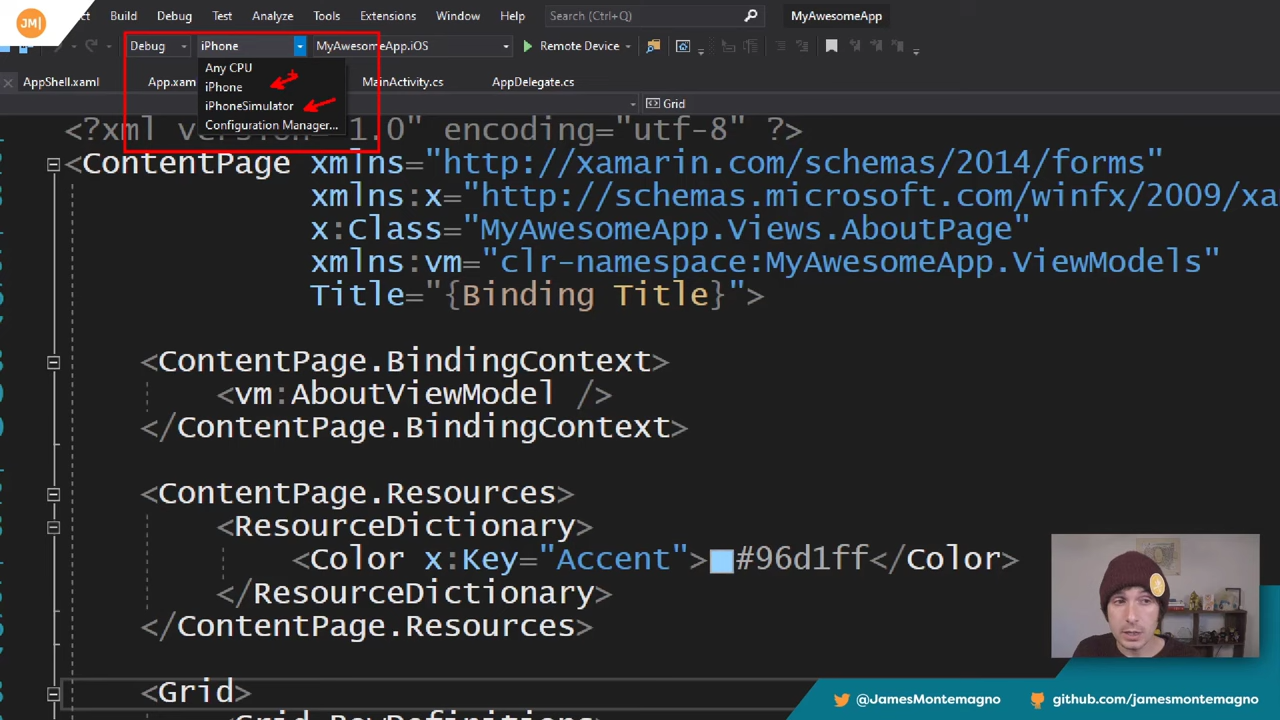 JM|
ct Build Debug Test Analyze Tools Extensions Window Help Search (Ctrl+Q) MyAwesomeApp
Debug iPhone MyAwesomeApp.iOS Remote Device
Any CPU
iPhone
iPhoneSimulator
Configuration Manager...
AppShell.xaml App.xam MainActivity.cs AppDelegate.cs
Grid
<?xml version="1.0" encoding="utf-8" ?>
<ContentPage xmlns="http://xamarin.com/schemas/2014/forms"
xmlns:x="http://schemas.microsoft.com/winfx/2009/xa
x:Class="MyAwesomeApp.Views.AboutPage"
xmlns:vm="clr-namespace:MyAwesomeApp.ViewModels"
Title="{Binding Title}">
<ContentPage.BindingContext>
<vm:AboutViewModel />
</ContentPage.BindingContext>
<ContentPage.Resources>
<ResourceDictionary>
<Color x:Key="Accent">#96d1ff</Color>
</ResourceDictionary>
</ContentPage.Resources>
<Grid>
<Grid.RowDefinitions>
@JamesMontemagno github.com/jamesmontemagno